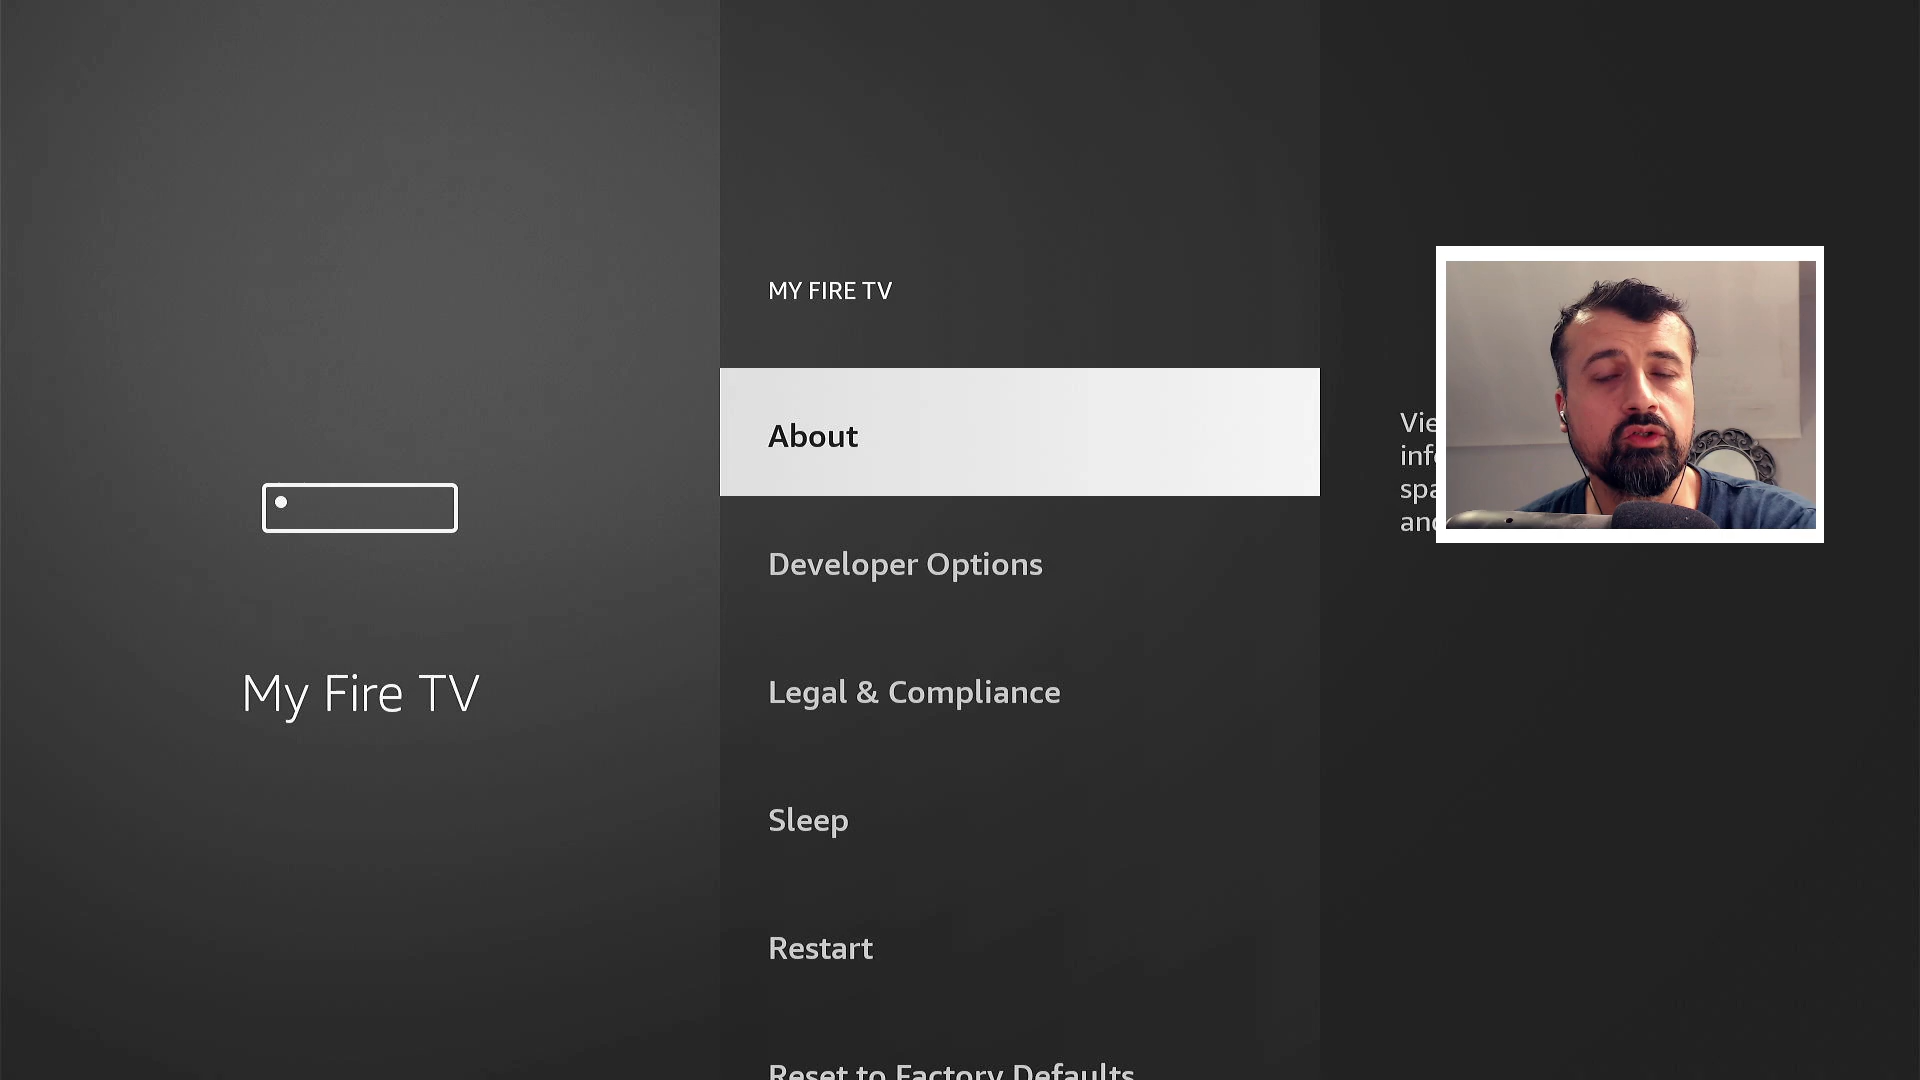 MY FIRE TV
About
Developer Options
Legal & Compliance
Sleep
Restart
Reset to Factory Defaults
My Fire TV